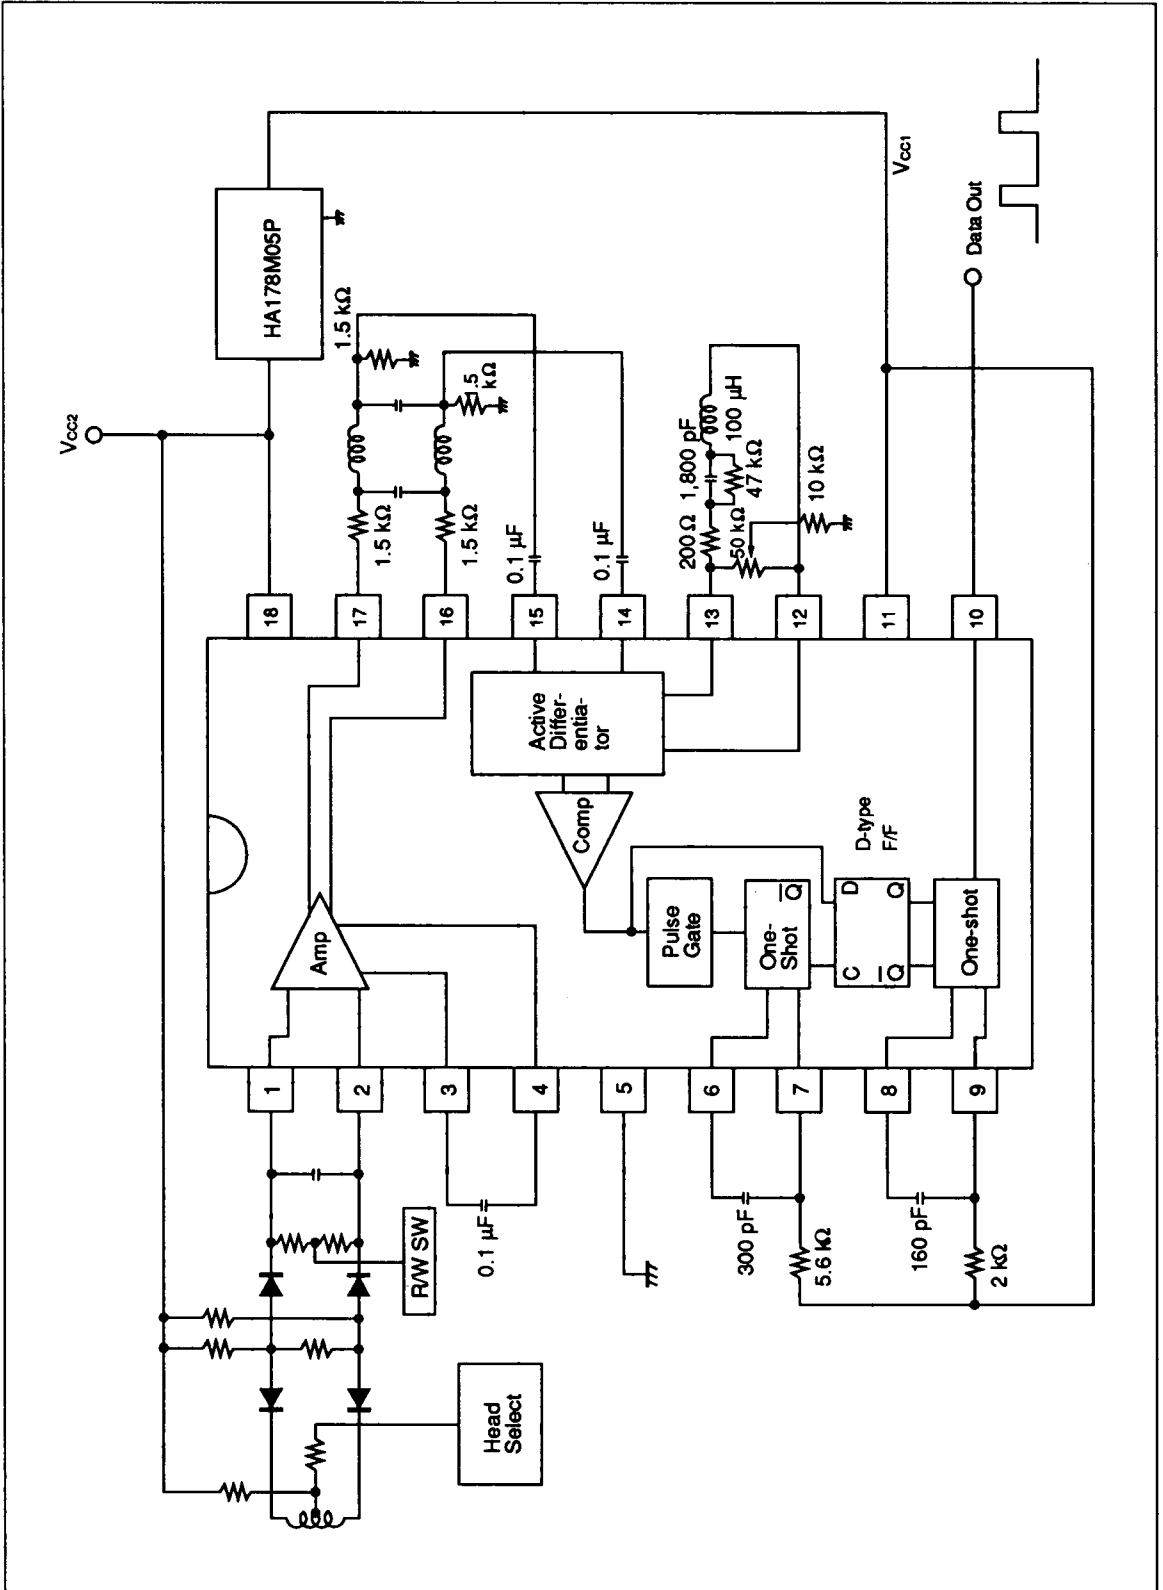 VCC2
HA178M05P
1.5 kΩ
1.5 kΩ
1.5
kΩ
1.5 kΩ
0.1 µF
0.1 µF
200 Ω
1,800 pF
100 µH
47 kΩ
50 kΩ
10 kΩ
VCC1
Data Out
18
17
16
15
14
13
12
11
10
Amp
Active
Differ-
entia-
tor
Comp
Pulse
Gate
One-
Shot
Q
D-type
F/F
D
C
Q
Q
One-shot
1
2
3
4
5
6
7
8
9
R/W SW
0.1 µF
300 pF
5.6 kΩ
160 pF
2 kΩ
Head
Select